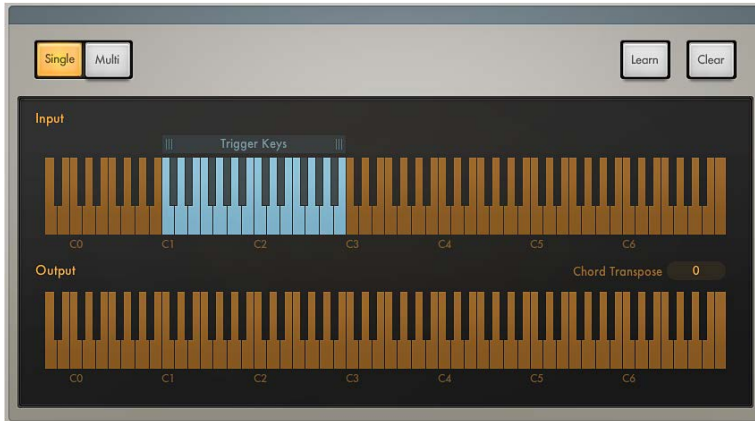 Single Multi Learn Clear
Input
Trigger Keys
C0 C1 C2 C3 C4 C5 C6
Output Chord Transpose 0
C0 C1 C2 C3 C4 C5 C6